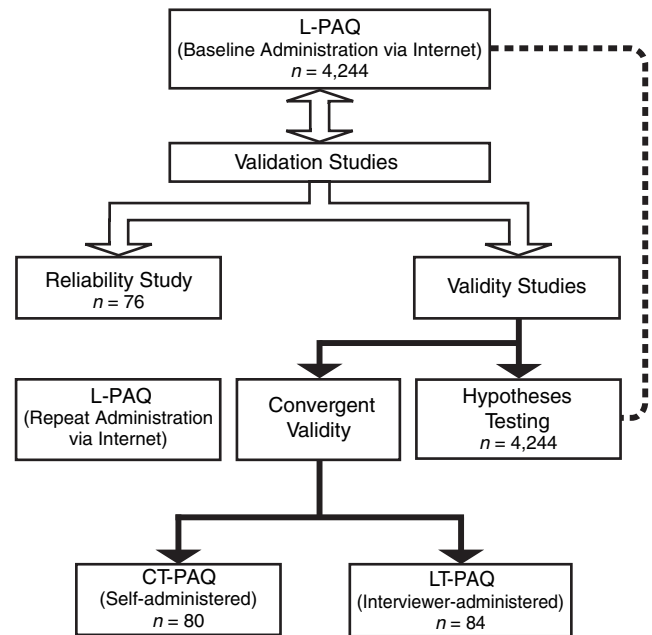 L-PAQ
(Baseline Administration via Internet)
n = 4,244
Validation Studies
Reliability Study
n = 76
Validity Studies
L-PAQ
(Repeat Administration
via Internet)
Convergent
Validity
Hypotheses
Testing
n = 4,244
CT-PAQ
(Self-administered)
n = 80
LT-PAQ
(Interviewer-administered)
n = 84